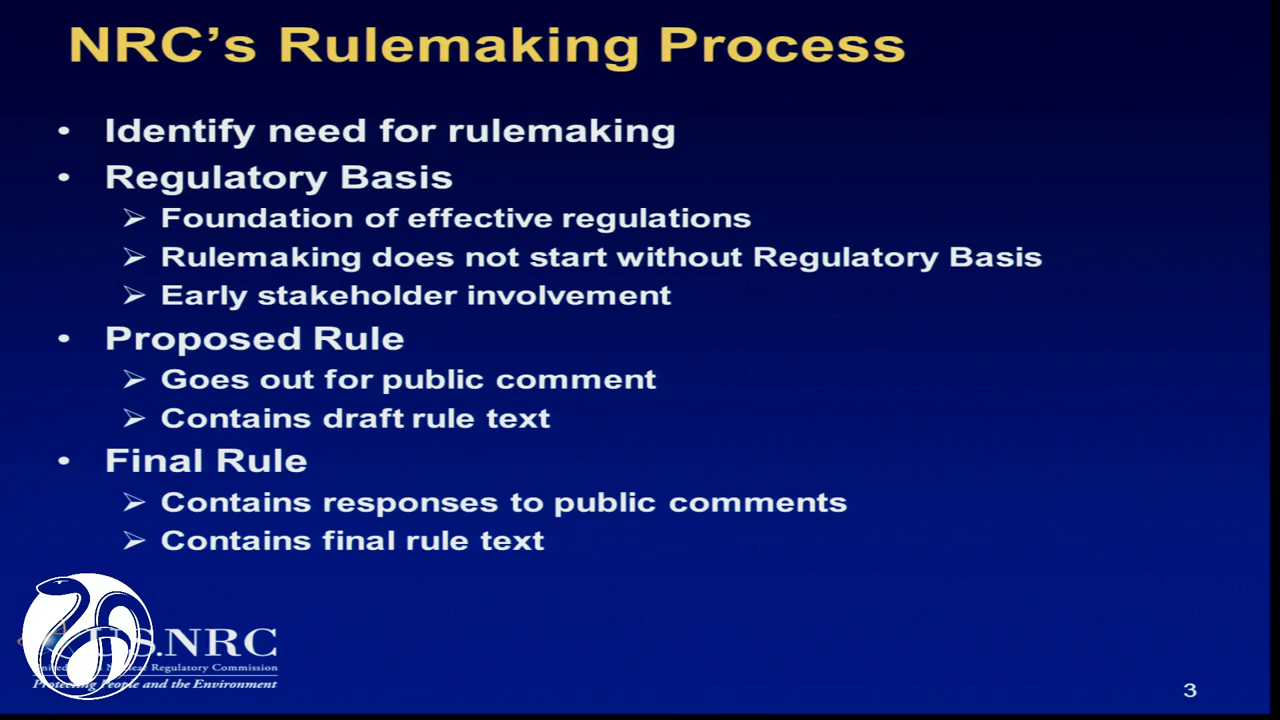 NRC's Rulemaking Process
• Identify need for rulemaking
• Regulatory Basis
➢ Foundation of effective regulations
➢ Rulemaking does not start without Regulatory Basis
➢ Early stakeholder involvement
• Proposed Rule
➢ Goes out for public comment
➢ Contains draft rule text
• Final Rule
➢ Contains responses to public comments
➢ Contains final rule text
U.S.NRC
Regulatory Commission
People and the Environment
3